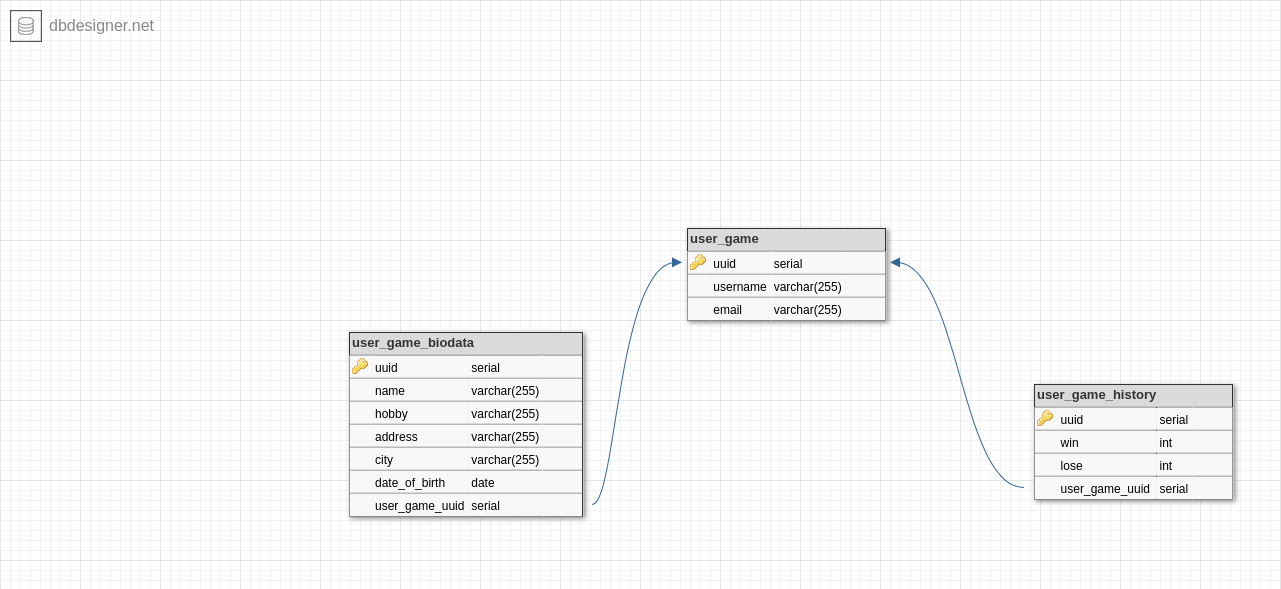 dbdesigner.net
user_game
uuid serial
username varchar(255)
email varchar(255)
user_game_biodata
uuid serial
name varchar(255)
hobby varchar(255)
address varchar(255)
city varchar(255)
date_of_birth date
user_game_uuid serial
user_game_history
uuid serial
win int
lose int
user_game_uuid serial